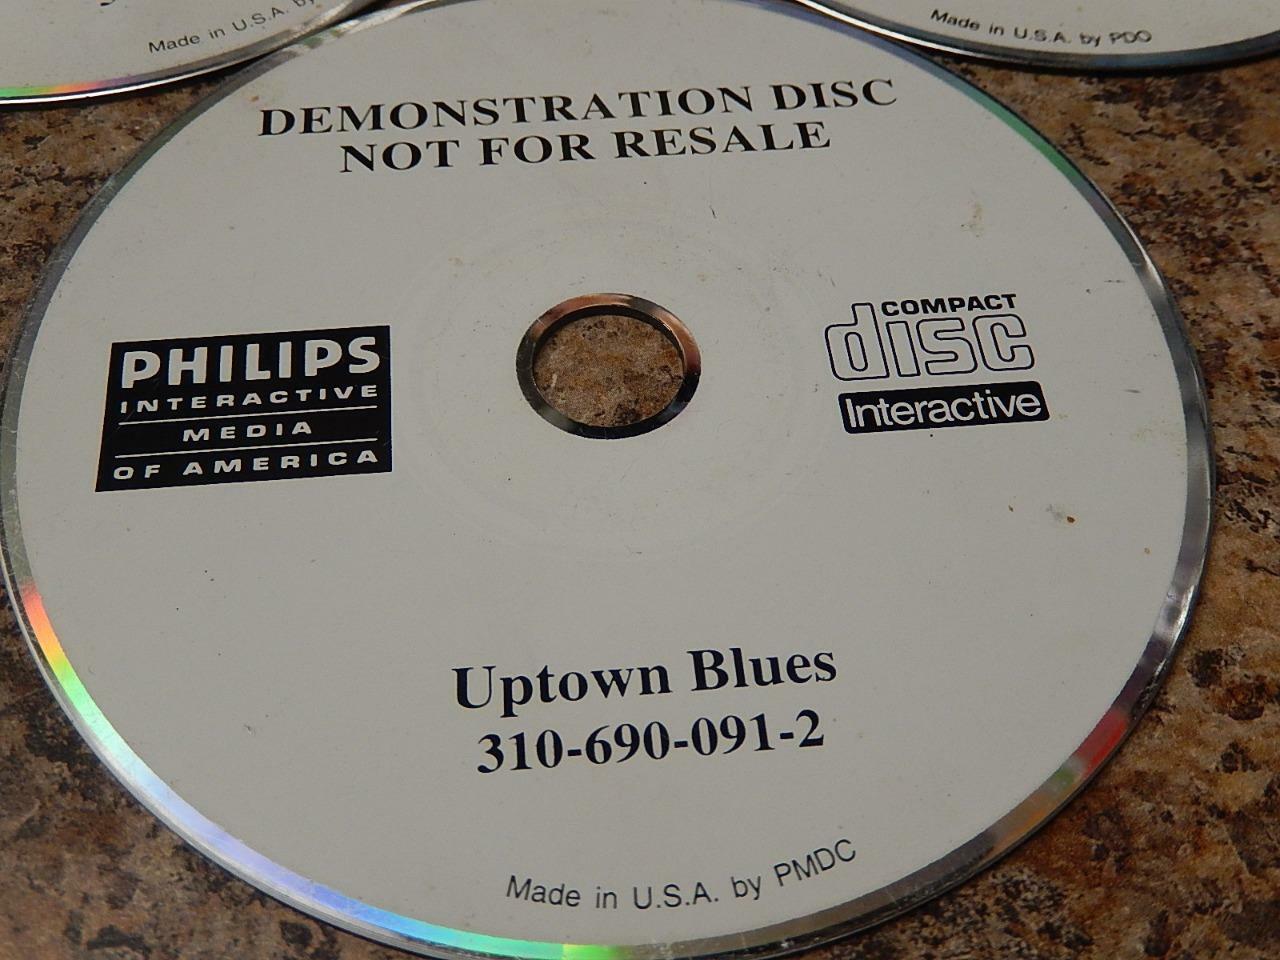 Made in U.S.A. by
Made in U.S.A. by PDO
DEMONSTRATION DISC
NOT FOR RESALE
PHILIPS
INTERACTIVE
MEDIA
OF AMERICA
COMPACT
disc
Interactive
Uptown Blues
310-690-091-2
Made in U.S.A. by PMDC